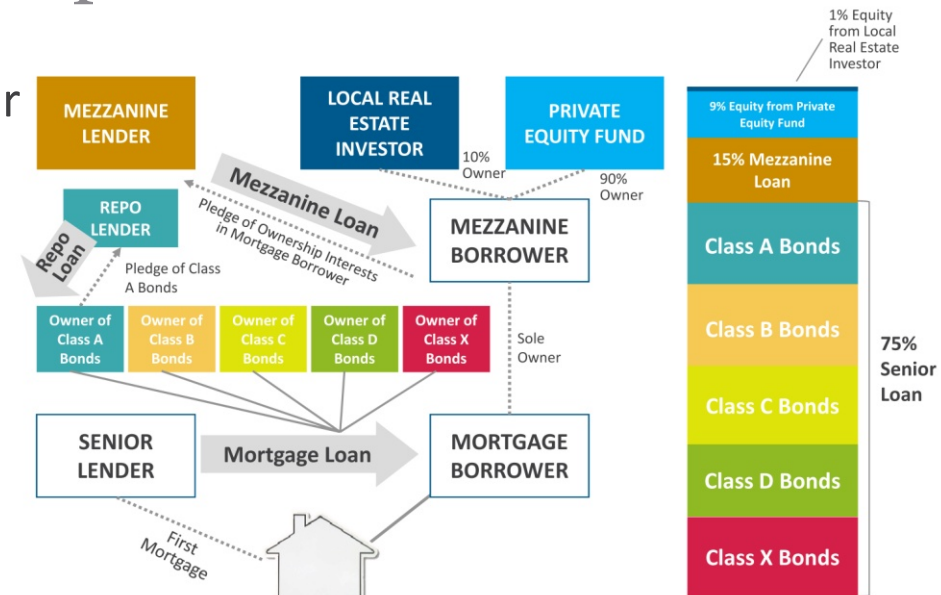 r
MEZZANINE
LENDER
LOCAL REAL
ESTATE
INVESTOR
PRIVATE
EQUITY FUND
10%
Owner
90%
Owner
Mezzanine Loan
Pledge of Ownership Interests
in Mortgage Borrower
MEZZANINE
BORROWER
REPO
LENDER
Repo
Loan
Pledge of Class
A Bonds
Owner of
Class A
Bonds
Owner of
Class B
Bonds
Owner of
Class C
Bonds
Owner of
Class D
Bonds
Owner of
Class X
Bonds
Sole
Owner
SENIOR
LENDER
Mortgage Loan
MORTGAGE
BORROWER
First
Mortgage
1% Equity
from Local
Real Estate
Investor
9% Equity from Private
Equity Fund
15% Mezzanine
Loan
Class A Bonds
Class B Bonds
Class C Bonds
Class D Bonds
Class X Bonds
75%
Senior
Loan